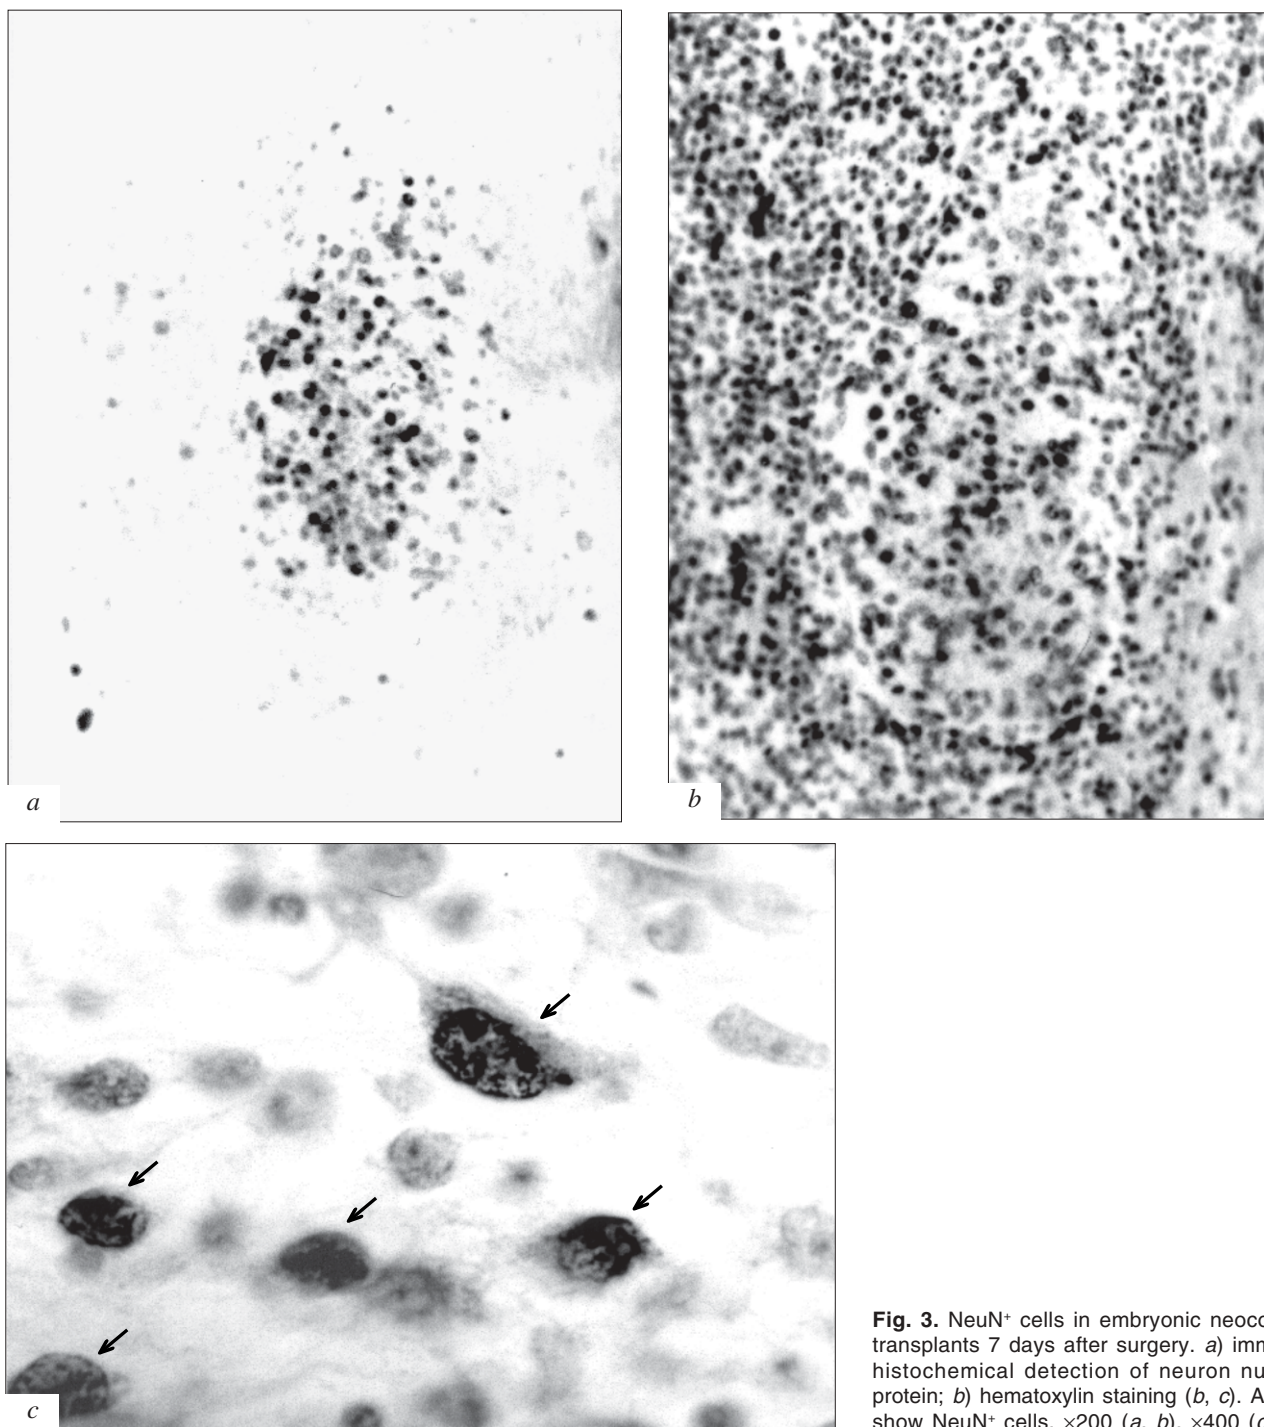 a
b
c
Fig. 3. NeuN⁺ cells in embryonic neoco
transplants 7 days after surgery. a) imm
histochemical detection of neuron nu
protein; b) hematoxylin staining (b, c). A
show NeuN⁺ cells. ×200 (a, b), ×400 (c